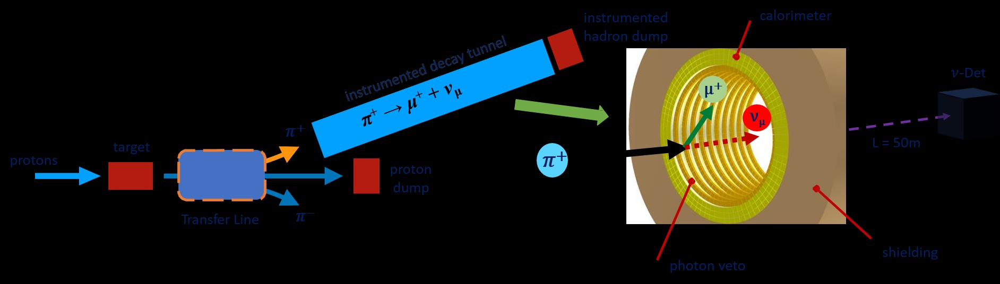 protons
target
Transfer Line
π⁺
π⁻
proton
dump
instrumented decay tunnel
π⁺ → μ⁺ + ν_μ
instrumented
hadron dump
π⁺
calorimeter
μ⁺
ν_μ
photon veto
shielding
ν-Det
L = 50m